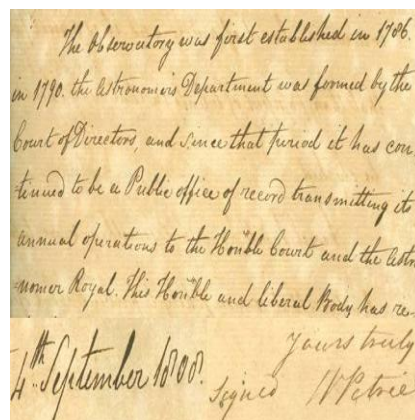 The Observatory was first established in 1786.
in 1790. the Astronomers Department was formed by the
Court of Directors, and since that period it has con
tinued to be a Public office of record transmitting its
annual operations to the Hon'ble Court and the Astro
nomer Royal. This Hon'ble and liberal Body has re-
Yours truly
4th September 1808.
signed W Petrie